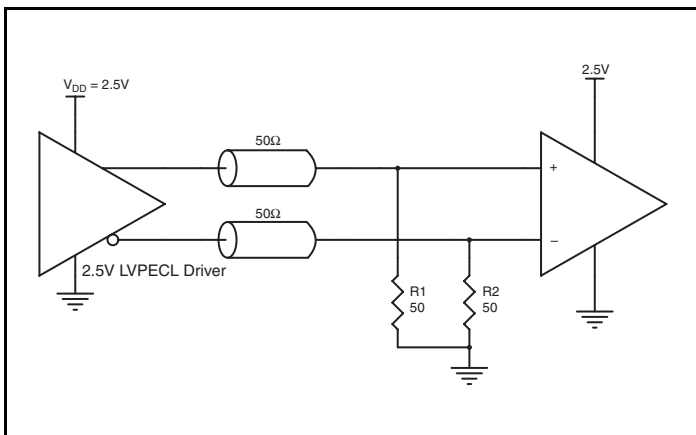 V_DD = 2.5V
2.5V
50Ω
+
50Ω
–
2.5V LVPECL Driver
R1
50
R2
50